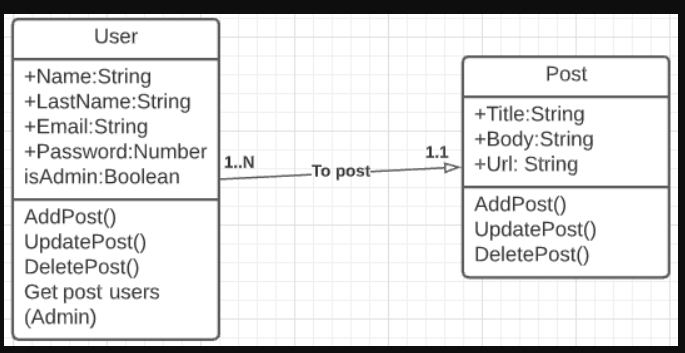 User
+Name:String
+LastName:String
+Email:String
+Password:Number
isAdmin:Boolean
AddPost()
UpdatePost()
DeletePost()
Get post users
(Admin)
1..N
To post
1.1
Post
+Title:String
+Body:String
+Url: String
AddPost()
UpdatePost()
DeletePost()